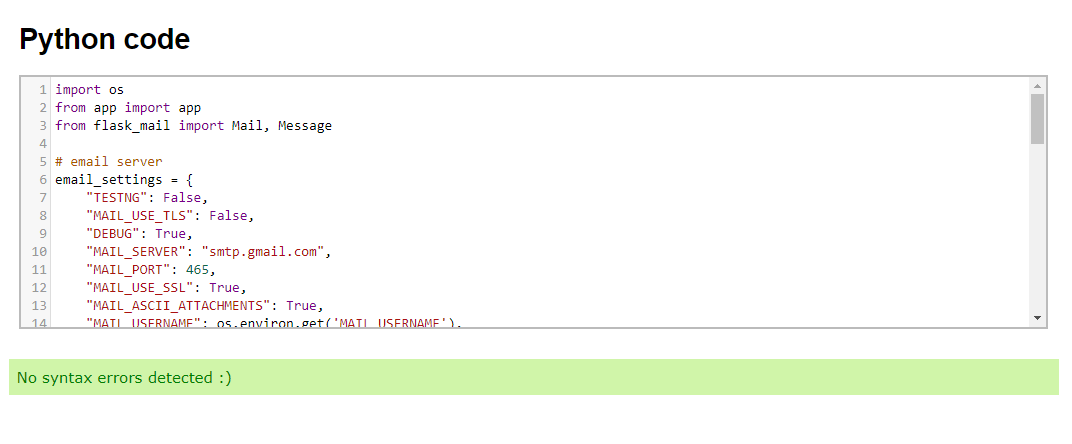 Python code
1 import os
2 from app import app
3 from flask_mail import Mail, Message
4
5 # email server
6 email_settings = {
7     "TESTNG": False,
8     "MAIL_USE_TLS": False,
9     "DEBUG": True,
10     "MAIL_SERVER": "smtp.gmail.com",
11     "MAIL_PORT": 465,
12     "MAIL_USE_SSL": True,
13     "MAIL_ASCII_ATTACHMENTS": True,
14     "MAIL_USERNAME": os.environ.get('MAIL_USERNAME'),
No syntax errors detected :)